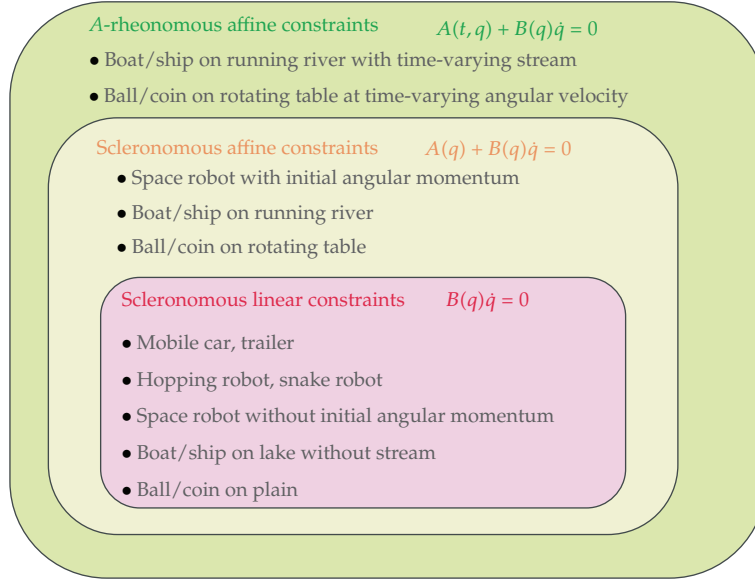 A-rheonomous affine constraints A(t, q) + B(q)q̇ = 0
● Boat/ship on running river with time-varying stream
● Ball/coin on rotating table at time-varying angular velocity
Scleronomous affine constraints A(q) + B(q)q̇ = 0
● Space robot with initial angular momentum
● Boat/ship on running river
● Ball/coin on rotating table
Scleronomous linear constraints B(q)q̇ = 0
● Mobile car, trailer
● Hopping robot, snake robot
● Space robot without initial angular momentum
● Boat/ship on lake without stream
● Ball/coin on plain